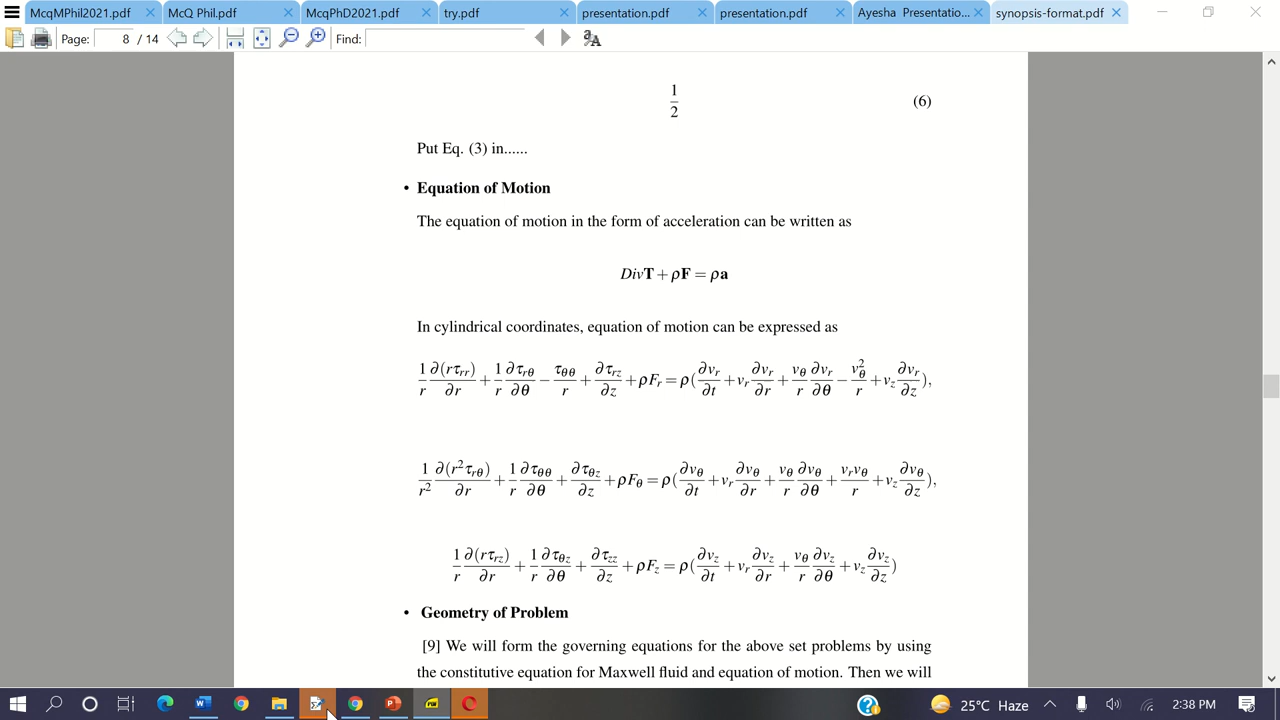 McqMPhil2021.pdf McQ Phil.pdf McqPhD2021.pdf try.pdf presentation.pdf presentation.pdf Ayesha Presentatio... synopsis-format.pdf
Page: 8 / 14 Find:
1/2 (6)
Put Eq. (3) in......
• Equation of Motion
The equation of motion in the form of acceleration can be written as
DivT + ρF = ρa
In cylindrical coordinates, equation of motion can be expressed as
1/r ∂(rτ_rr)/∂r + 1/r ∂τ_rθ/∂θ − τ_θθ/r + ∂τ_rz/∂z + ρF_r = ρ(∂v_r/∂t + v_r ∂v_r/∂r + v_θ/r ∂v_r/∂θ − v_θ^2/r + v_z ∂v_r/∂z),
1/r^2 ∂(r^2τ_rθ)/∂r + 1/r ∂τ_θθ/∂θ + ∂τ_θz/∂z + ρF_θ = ρ(∂v_θ/∂t + v_r ∂v_θ/∂r + v_θ/r ∂v_θ/∂θ + v_r v_θ/r + v_z ∂v_θ/∂z),
1/r ∂(rτ_rz)/∂r + 1/r ∂τ_θz/∂θ + ∂τ_zz/∂z + ρF_z = ρ(∂v_z/∂t + v_r ∂v_z/∂r + v_θ/r ∂v_z/∂θ + v_z ∂v_z/∂z)
• Geometry of Problem
[9] We will form the governing equations for the above set problems by using
the constitutive equation for Maxwell fluid and equation of motion. Then we will
25°C Haze 2:38 PM